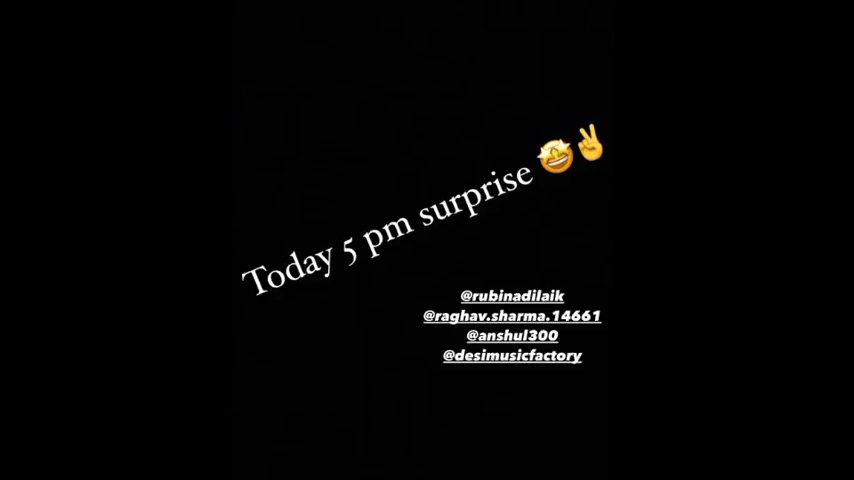 Today 5 pm surprise 🤩✌️
@rubinadilaik
@raghav.sharma.14661
@anshul300
@desimusicfactory